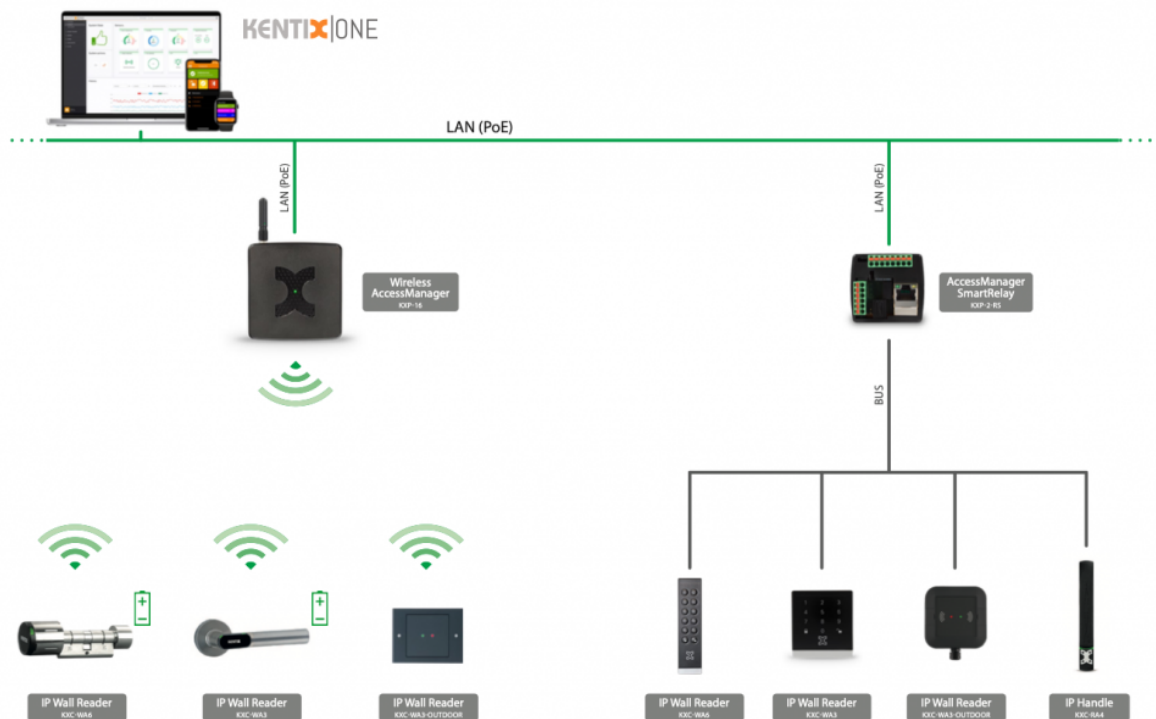 KENTIX|ONE
LAN (PoE)
LAN (PoE)
LAN (PoE)
Wireless
AccessManager
KXP-16
AccessManager
SmartRelay
KXP-2-RS
BUS
IP Wall Reader
KXC-WA6
IP Wall Reader
KXC-WA3
IP Wall Reader
KXC-WA3-OUTDOOR
IP Wall Reader
KXC-WA6
IP Wall Reader
KXC-WA3
IP Wall Reader
KXC-WA3-OUTDOOR
IP Handle
KXC-RA4